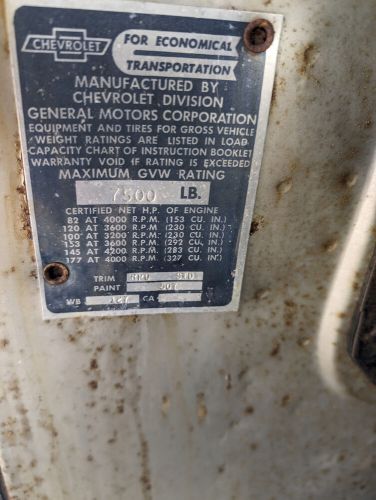 CHEVROLET
FOR ECONOMICAL
TRANSPORTATION
MANUFACTURED BY
CHEVROLET DIVISION
GENERAL MOTORS CORPORATION
EQUIPMENT AND TIRES FOR GROSS VEHICLE
WEIGHT RATINGS ARE LISTED IN LOAD
CAPACITY CHART OF INSTRUCTION BOOKLET
WARRANTY VOID IF RATING IS EXCEEDED
MAXIMUM GVW RATING
7500 LB.
CERTIFIED NET H.P. OF ENGINE
82 AT 4000 R.P.M. (153 CU. IN.)
120 AT 3600 R.P.M. (230 CU. IN.)
100 AT 3200 R.P.M. (230 CU. IN.)
153 AT 3600 R.P.M. (292 CU. IN.)
145 AT 4200 R.P.M. (283 CU. IN.)
177 AT 4000 R.P.M. (327 CU. IN.)
TRIM STD
PAINT
WB 127 CA